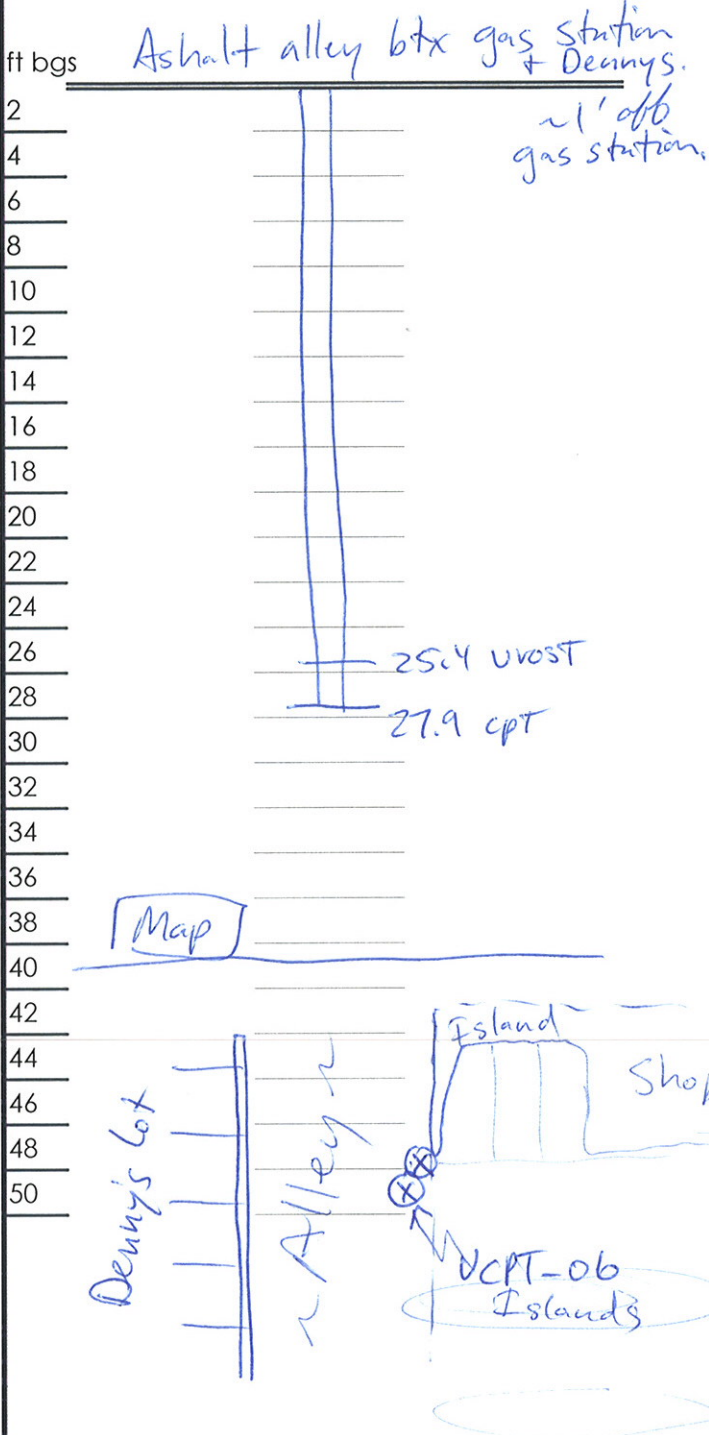 ft bgs
Ashalt alley btx gas station
+ Dennys.
~1' off
gas station.
2
4
6
8
10
12
14
16
18
20
22
24
26
25.4 UVOST
28
27.9 CPT
30
32
34
36
38
Map
40
42
Island
44
Shop
46
48
50
Denny's Lot
~ Alley ~
VCPT-06
Islands